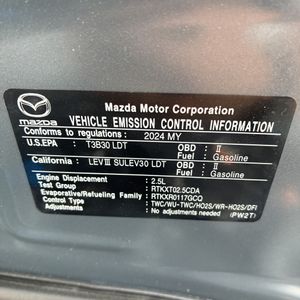 mazda
Mazda Motor Corporation
VEHICLE EMISSION CONTROL INFORMATION
Conforms to regulations: 2024 MY
U.S.EPA : T3B30 LDT OBD : II
Fuel : Gasoline
California : LEVIII SULEV30 LDT OBD : II
Fuel : Gasoline
Engine Displacement : 2.5L
Test Group : RTKXT02.5CDA
Evaporative/Refueling Family : RTKXR0117GCQ
Control Type : TWC/WU-TWC/HO2S/WR-HO2S/DFI
Adjustments : No adjustments needed (PW2T)